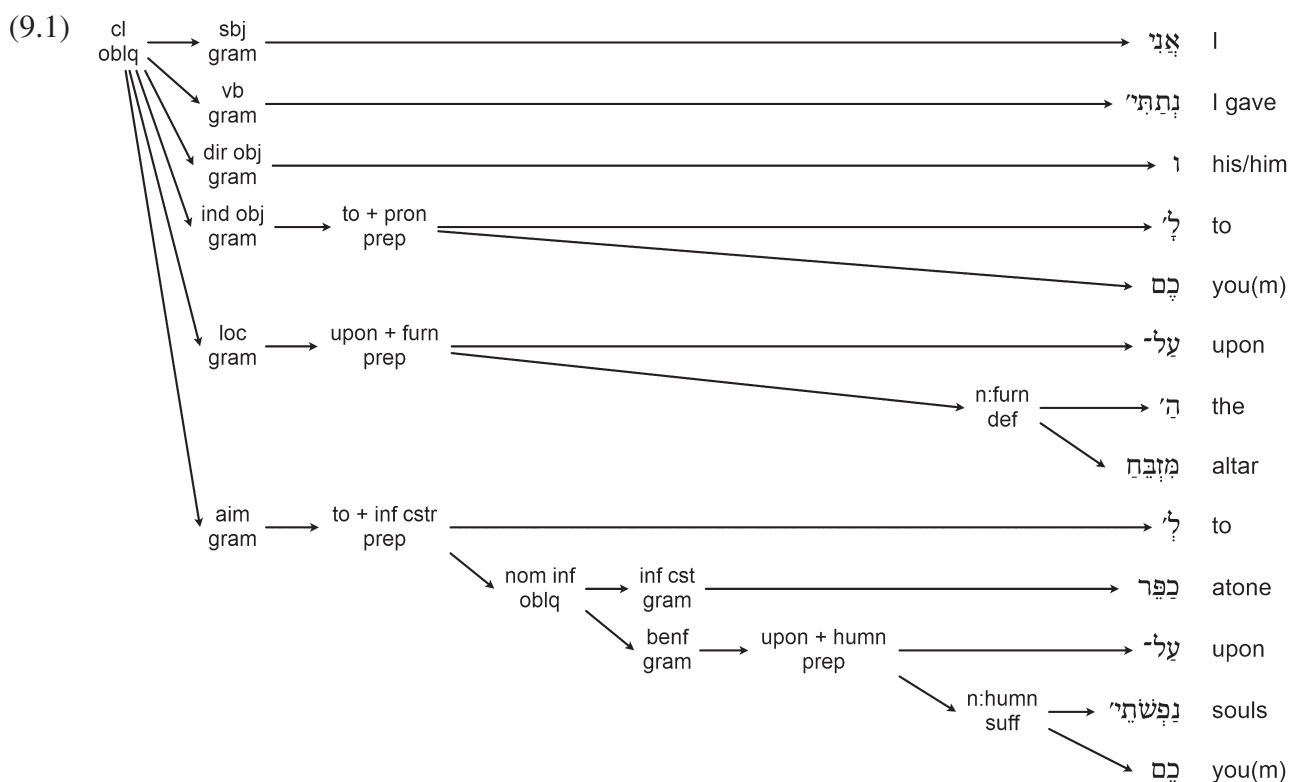 (9.1)
cl
oblq
sbj
gram
אֲנִי I
vb
gram
נְתַתִּי׳ I gave
dir obj
gram
ו his/him
ind obj
gram
to + pron
prep
לָ׳ to
כֶם you(m)
loc
gram
upon + furn
prep
עַל־ upon
n:furn
def
הַ׳ the
מִּזְבֵּחַ altar
aim
gram
to + inf cstr
prep
לְ׳ to
nom inf
oblq
inf cst
gram
כַפֵּר atone
benf
gram
upon + humn
prep
עַל־ upon
n:humn
suff
נַפְשֹׁתֵי׳ souls
כֶם you(m)